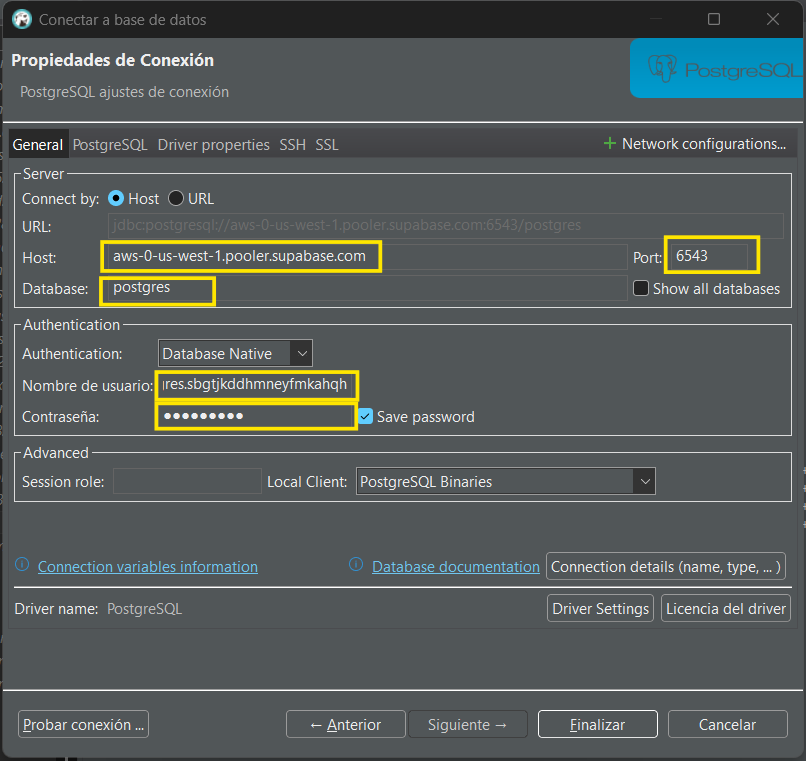 Conectar a base de datos
Propiedades de Conexión
PostgreSQL ajustes de conexión
PostgreSQL
General PostgreSQL Driver properties SSH SSL + Network configurations...
Server
Connect by: Host URL
URL: jdbc:postgresql://aws-0-us-west-1.pooler.supabase.com:6543/postgres
Host: aws-0-us-west-1.pooler.supabase.com Port: 6543
Database: postgres Show all databases
Authentication
Authentication: Database Native
Nombre de usuario: res.sbgtjkddhmneyfmkahqh
Contraseña: ●●●●●●●●● Save password
Advanced
Session role: Local Client: PostgreSQL Binaries
Connection variables information Database documentation Connection details (name, type, ... )
Driver name: PostgreSQL Driver Settings Licencia del driver
Probar conexión ... ← Anterior Siguiente → Finalizar Cancelar